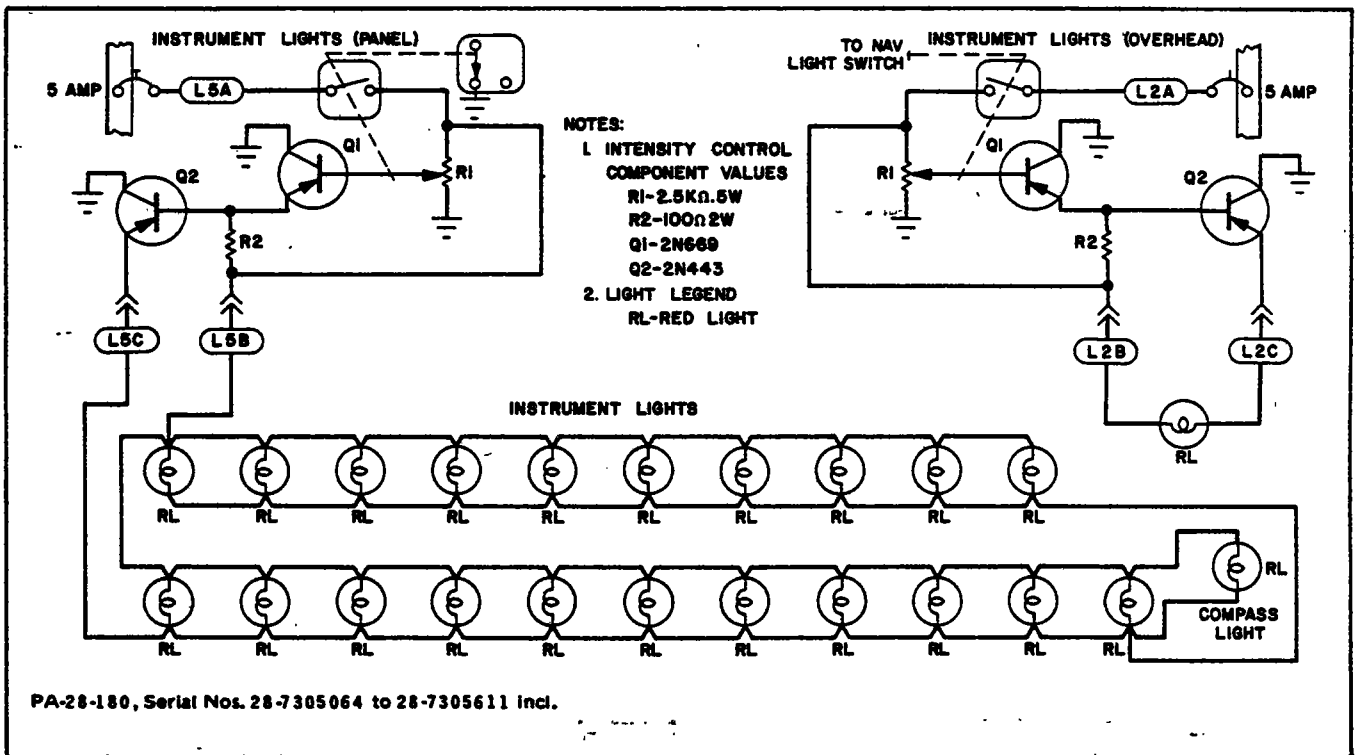 INSTRUMENT LIGHTS (PANEL)
5 AMP
L5A
Q1
R1
Q2
R2
L5C
L5B
NOTES:
1. INTENSITY CONTROL
COMPONENT VALUES
R1-2.5KΩ.5W
R2-100Ω2W
Q1-2N669
Q2-2N443
2. LIGHT LEGEND
RL-RED LIGHT
TO NAV
LIGHT SWITCH
INSTRUMENT LIGHTS (OVERHEAD)
L2A
5 AMP
Q1
R1
Q2
R2
L2B
L2C
RL
INSTRUMENT LIGHTS
RL RL RL RL RL RL RL RL RL RL
RL
COMPASS
LIGHT
RL RL RL RL RL RL RL RL RL RL RL
PA-28-180, Serial Nos. 28-7305064 to 28-7305611 incl.